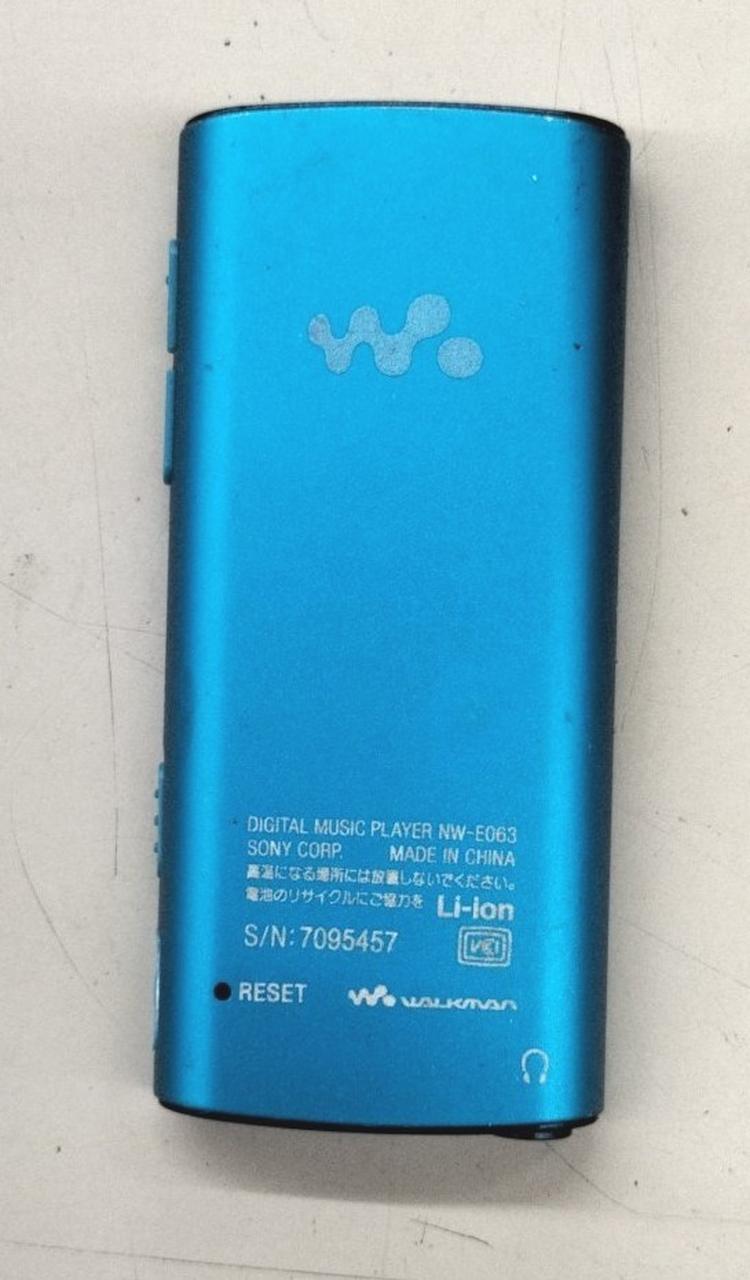 DIGITAL MUSIC PLAYER NW-E063
SONY CORP. MADE IN CHINA
高温になる場所には放置しないでください。
電池のリサイクルにご協力を Li-ion
S/N: 7095457
VCI
RESET WALKMAN